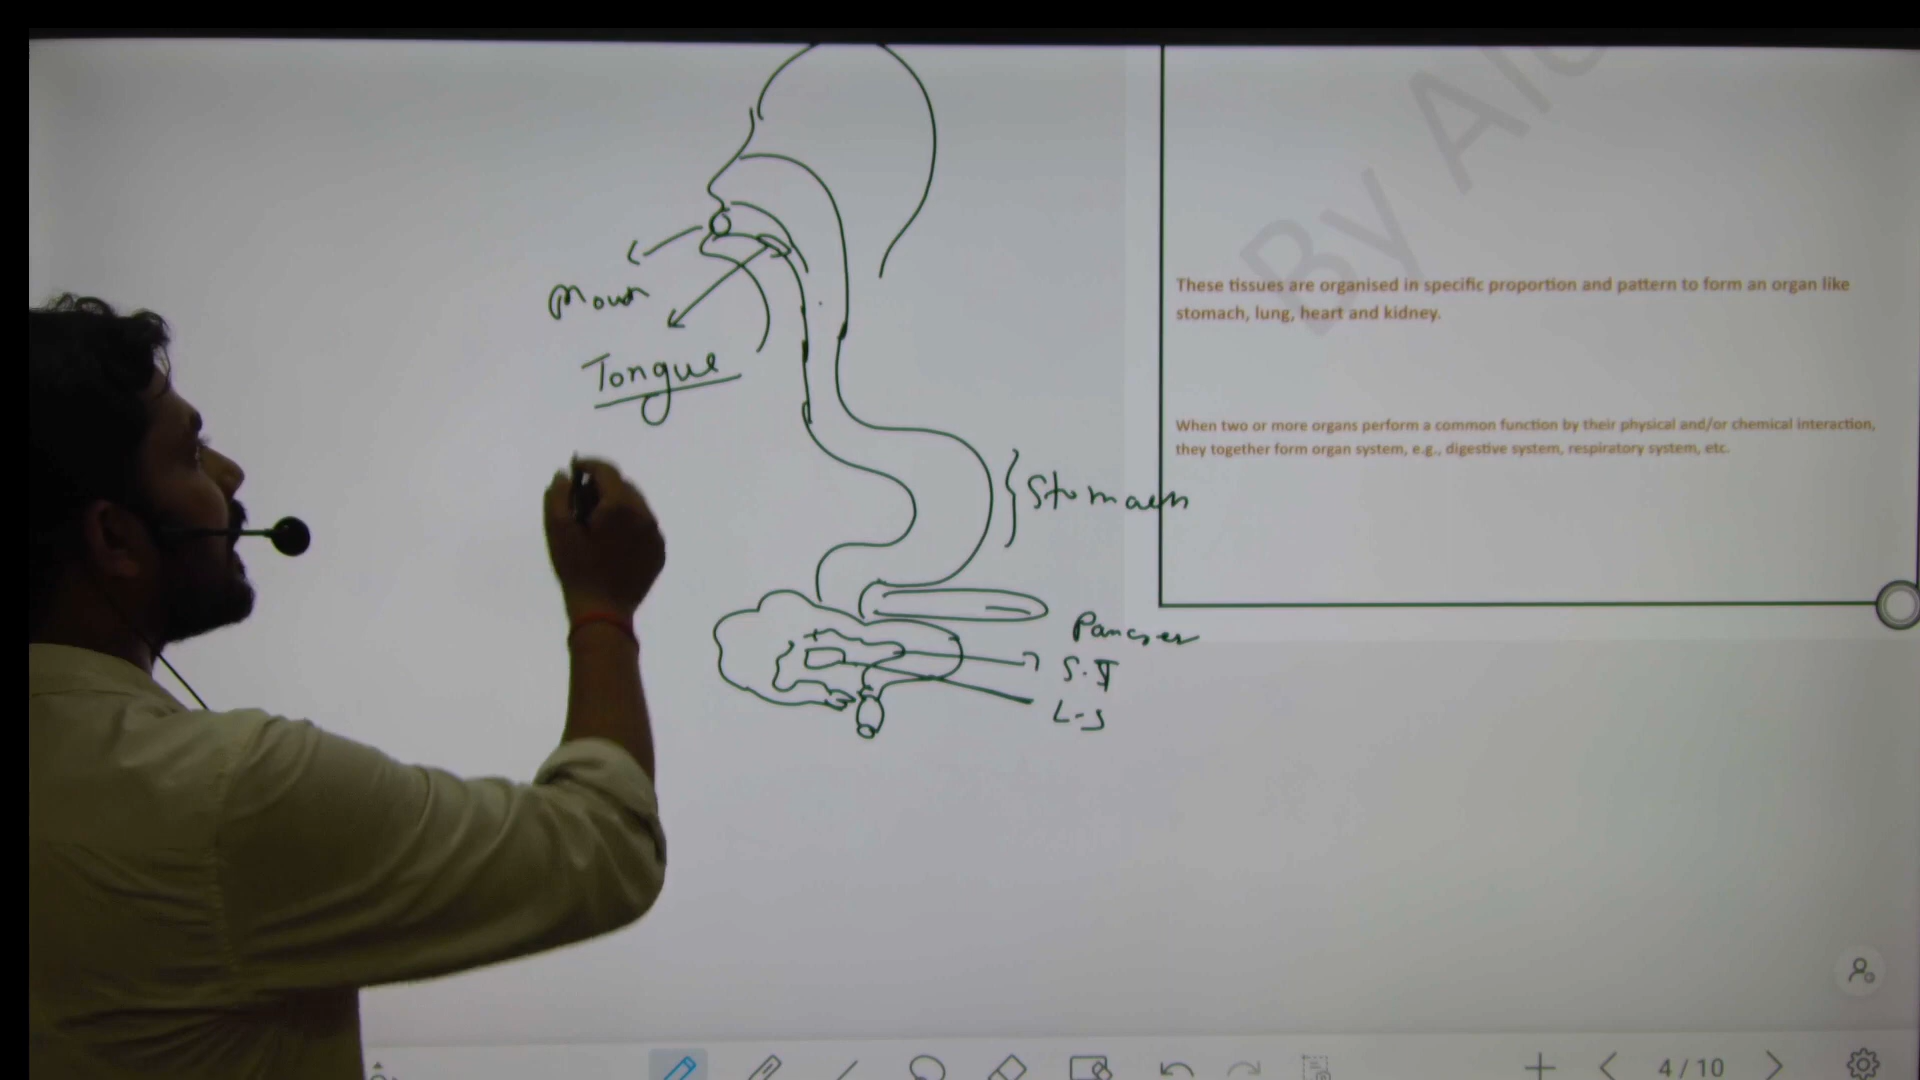 By Alo
Mouth
Tongue
These tissues are organised in specific proportion and pattern to form an organ like
stomach, lung, heart and kidney.
When two or more organs perform a common function by their physical and/or chemical interaction,
they together form organ system, e.g., digestive system, respiratory system, etc.
Stomach
Pancreas
S.I
L-I
4/10